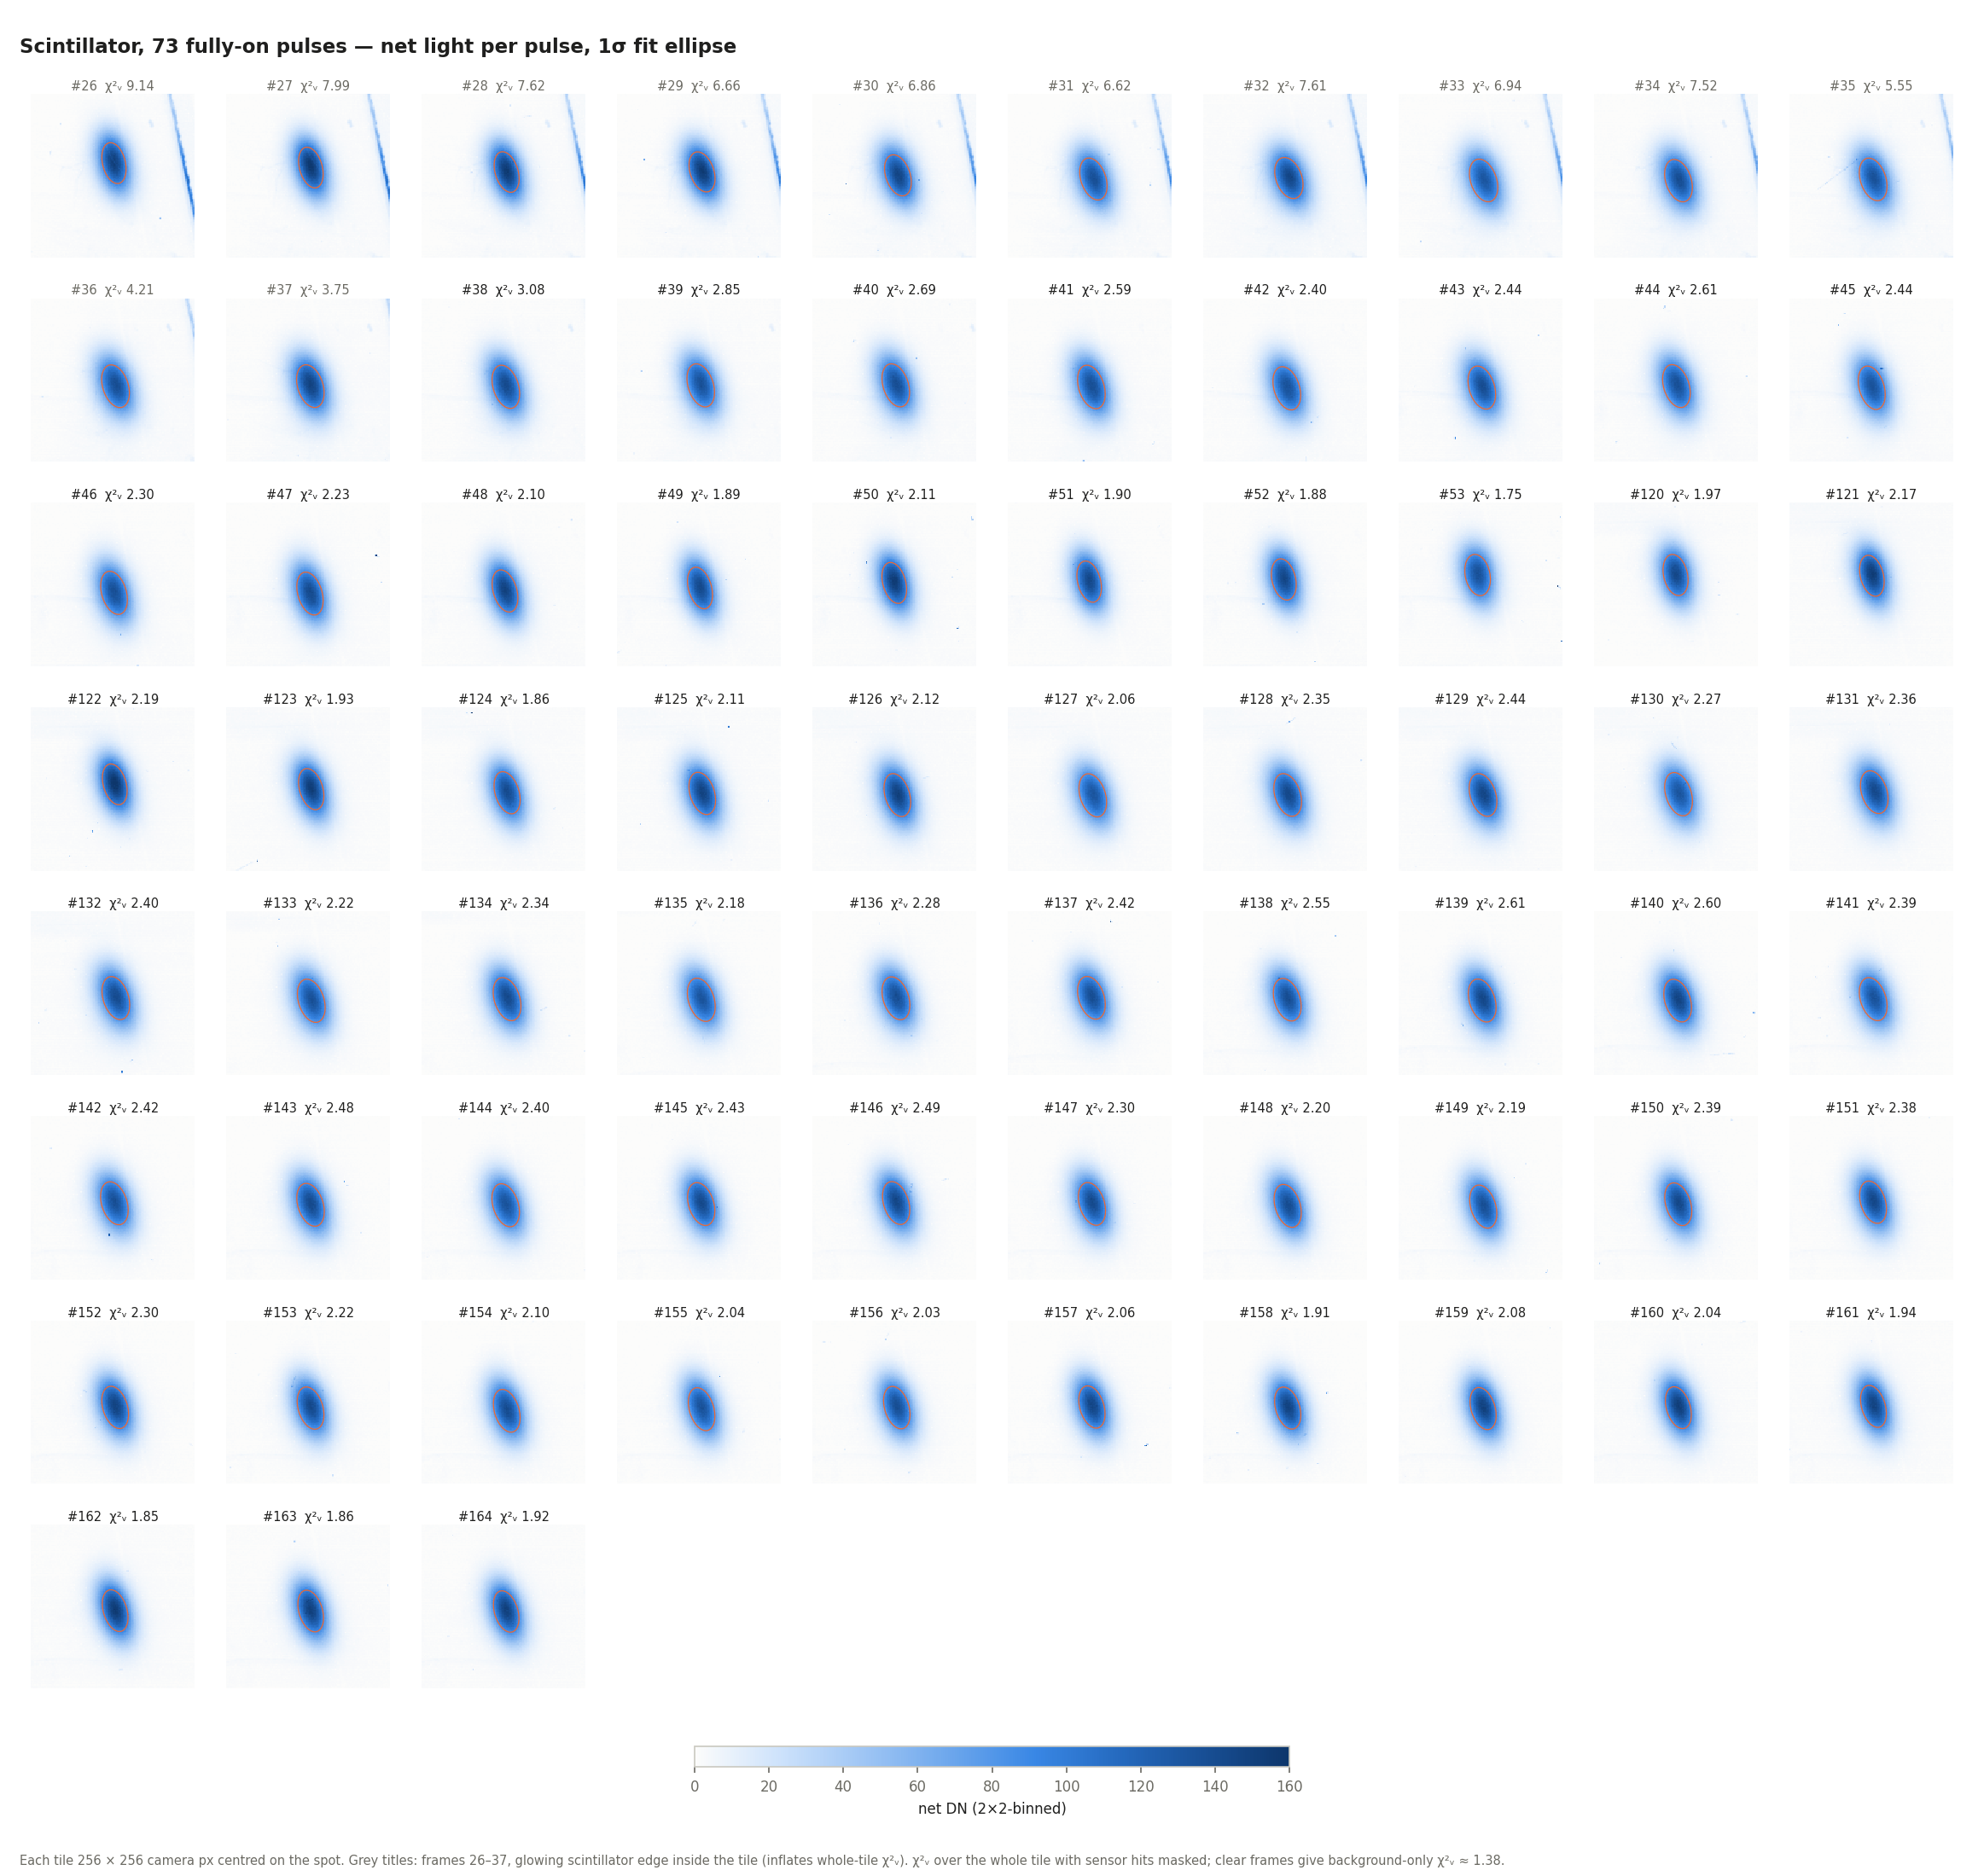 Scintillator, 73 fully-on pulses — net light per pulse, 1σ fit ellipse
#26 χ²ᵥ 9.14 #27 χ²ᵥ 7.99 #28 χ²ᵥ 7.62 #29 χ²ᵥ 6.66 #30 χ²ᵥ 6.86 #31 χ²ᵥ 6.62 #32 χ²ᵥ 7.61 #33 χ²ᵥ 6.94 #34 χ²ᵥ 7.52 #35 χ²ᵥ 5.55
#36 χ²ᵥ 4.21 #37 χ²ᵥ 3.75 #38 χ²ᵥ 3.08 #39 χ²ᵥ 2.85 #40 χ²ᵥ 2.69 #41 χ²ᵥ 2.59 #42 χ²ᵥ 2.40 #43 χ²ᵥ 2.44 #44 χ²ᵥ 2.61 #45 χ²ᵥ 2.44
#46 χ²ᵥ 2.30 #47 χ²ᵥ 2.23 #48 χ²ᵥ 2.10 #49 χ²ᵥ 1.89 #50 χ²ᵥ 2.11 #51 χ²ᵥ 1.90 #52 χ²ᵥ 1.88 #53 χ²ᵥ 1.75 #120 χ²ᵥ 1.97 #121 χ²ᵥ 2.17
#122 χ²ᵥ 2.19 #123 χ²ᵥ 1.93 #124 χ²ᵥ 1.86 #125 χ²ᵥ 2.11 #126 χ²ᵥ 2.12 #127 χ²ᵥ 2.06 #128 χ²ᵥ 2.35 #129 χ²ᵥ 2.44 #130 χ²ᵥ 2.27 #131 χ²ᵥ 2.36
#132 χ²ᵥ 2.40 #133 χ²ᵥ 2.22 #134 χ²ᵥ 2.34 #135 χ²ᵥ 2.18 #136 χ²ᵥ 2.28 #137 χ²ᵥ 2.42 #138 χ²ᵥ 2.55 #139 χ²ᵥ 2.61 #140 χ²ᵥ 2.60 #141 χ²ᵥ 2.39
#142 χ²ᵥ 2.42 #143 χ²ᵥ 2.48 #144 χ²ᵥ 2.40 #145 χ²ᵥ 2.43 #146 χ²ᵥ 2.49 #147 χ²ᵥ 2.30 #148 χ²ᵥ 2.20 #149 χ²ᵥ 2.19 #150 χ²ᵥ 2.39 #151 χ²ᵥ 2.38
#152 χ²ᵥ 2.30 #153 χ²ᵥ 2.22 #154 χ²ᵥ 2.10 #155 χ²ᵥ 2.04 #156 χ²ᵥ 2.03 #157 χ²ᵥ 2.06 #158 χ²ᵥ 1.91 #159 χ²ᵥ 2.08 #160 χ²ᵥ 2.04 #161 χ²ᵥ 1.94
#162 χ²ᵥ 1.85 #163 χ²ᵥ 1.86 #164 χ²ᵥ 1.92
0 20 40 60 80 100 120 140 160
net DN (2×2-binned)
Each tile 256 × 256 camera px centred on the spot. Grey titles: frames 26–37, glowing scintillator edge inside the tile (inflates whole-tile χ²ᵥ). χ²ᵥ over the whole tile with sensor hits masked; clear frames give background-only χ²ᵥ ≈ 1.38.